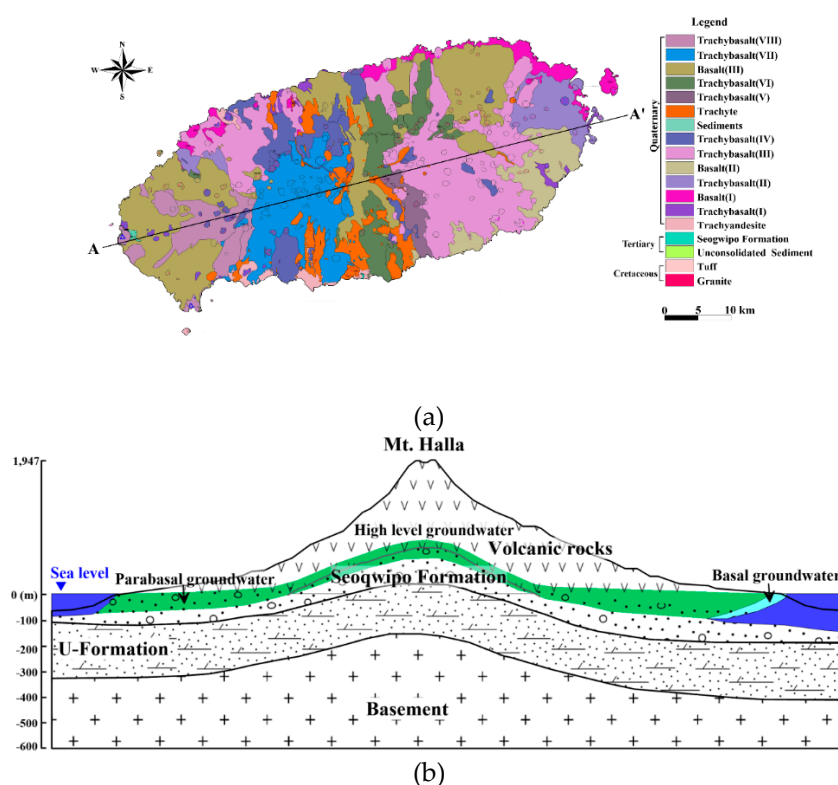 Legend
N
W E
S
Trachybasalt(VIII)
Trachybasalt(VII)
Basalt(III)
Trachybasalt(VI)
Trachybasalt(V)
Trachyte
Sediments
Trachybasalt(IV)
Trachybasalt(III)
Basalt(II)
Trachybasalt(II)
Basalt(I)
Trachybasalt(I)
Trachyandesite
Quaternary
Tertiary
Seogwipo Formation
Unconsolidated Sediment
Cretaceous
Tuff
Granite
A'
A
0 5 10 km
(a)
Mt. Halla
1,947
High level groundwater
Volcanic rocks
Sea level
Parabasal groundwater
Seoqwipo Formation
Basal groundwater
0 (m)
-100
U-Formation
-200
-300
-400
Basement
-500
-600
(b)